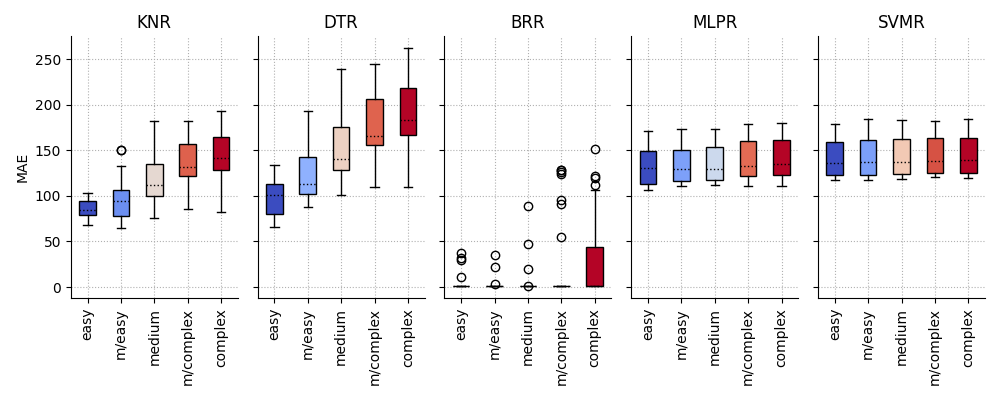 KNR
DTR
BRR
MLPR
SVMR
MAE
250
200
150
100
50
0
easy
m/easy
medium
m/complex
complex
easy
m/easy
medium
m/complex
complex
easy
m/easy
medium
m/complex
complex
easy
m/easy
medium
m/complex
complex
easy
m/easy
medium
m/complex
complex